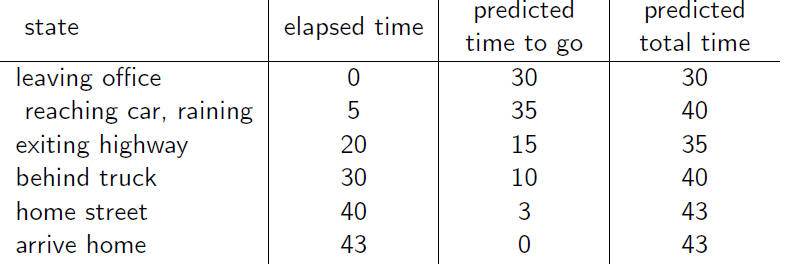 state elapsed time predicted time to go predicted total time
leaving office 0 30 30
reaching car, raining 5 35 40
exiting highway 20 15 35
behind truck 30 10 40
home street 40 3 43
arrive home 43 0 43